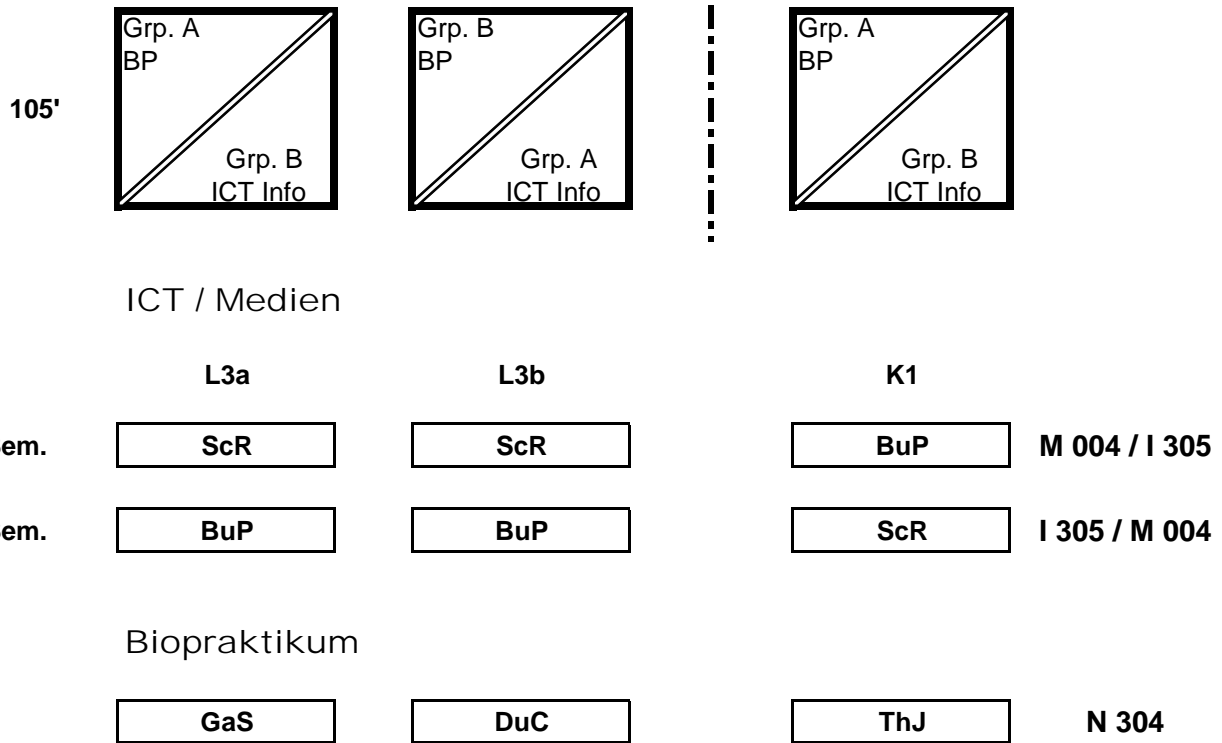 Grp. A Grp. B Grp. A
BP BP BP
105'
Grp. B Grp. A Grp. B
ICT Info ICT Info ICT Info
ICT / Medien
L3a L3b K1
em. ScR ScR BuP M 004 / I 305
em. BuP BuP ScR I 305 / M 004
Biopraktikum
GaS DuC ThJ N 304